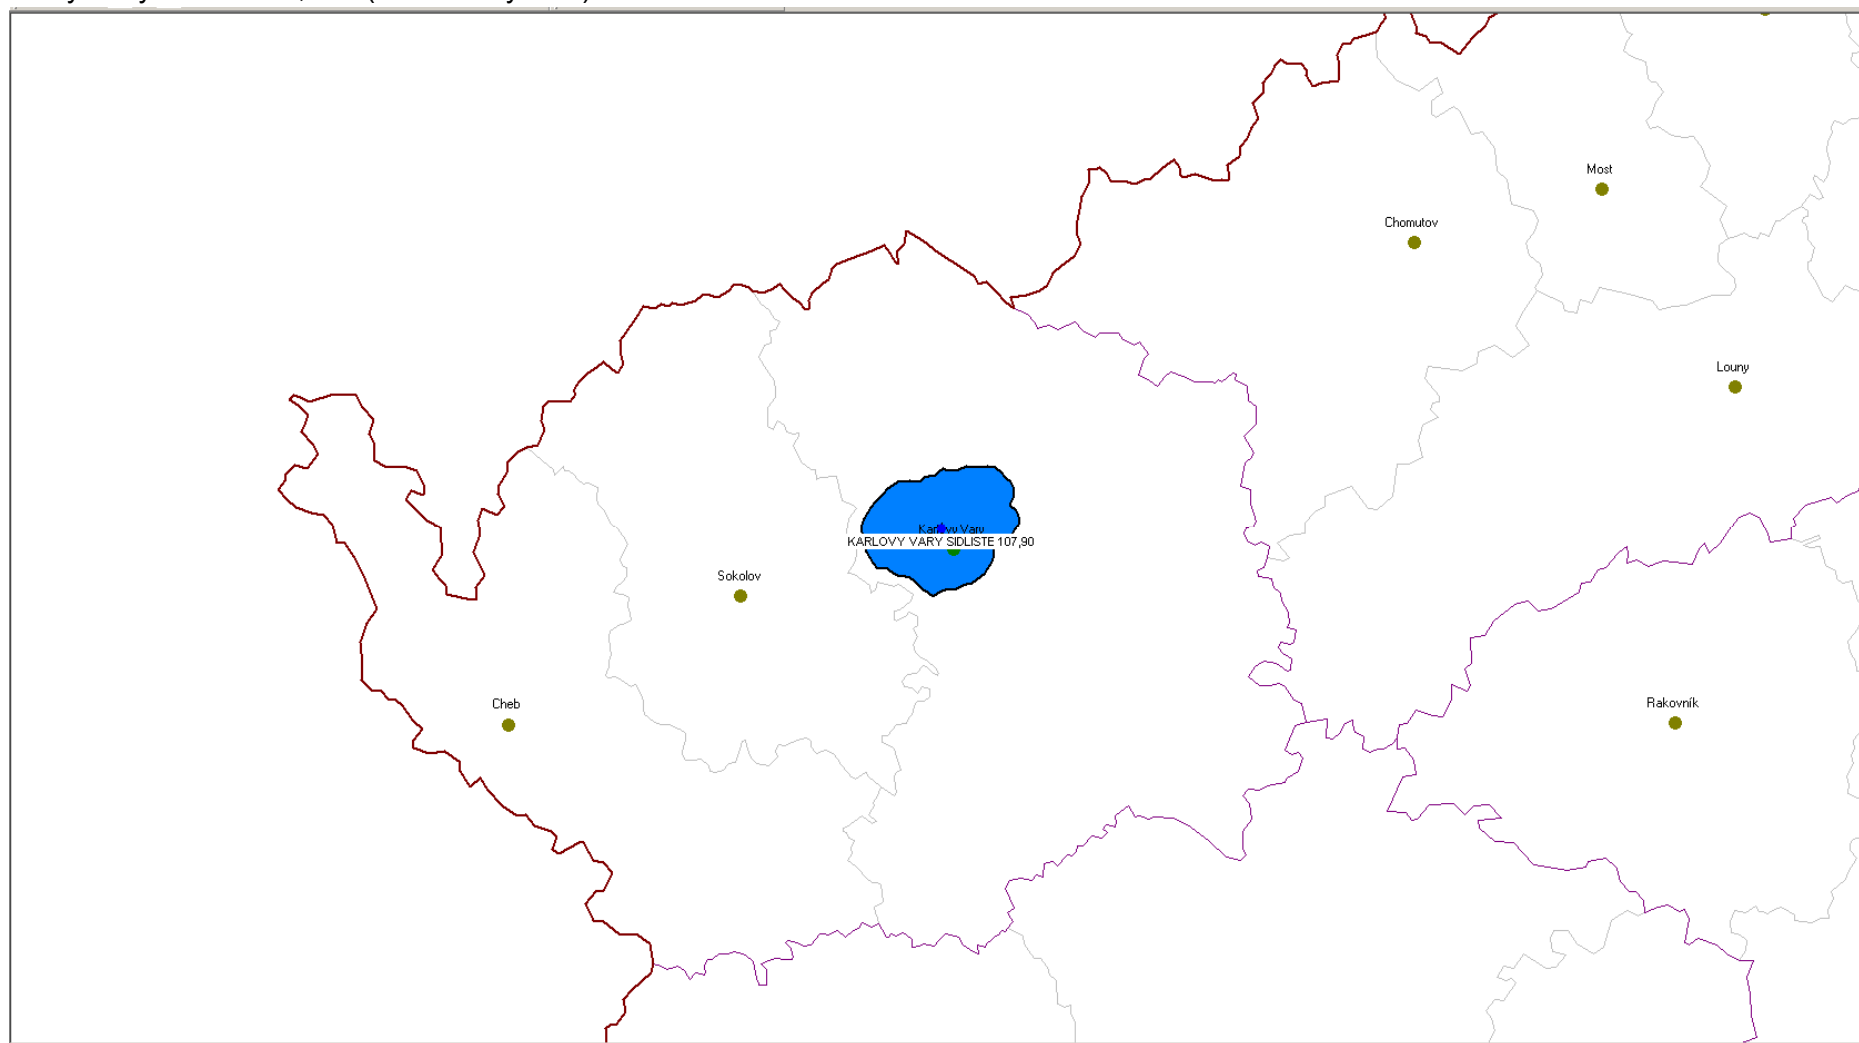 Most
Chomutov
Louny
Karlovy Vary
KARLOVY VARY SIDLISTE 107,90
Sokolov
Cheb
Rakovník